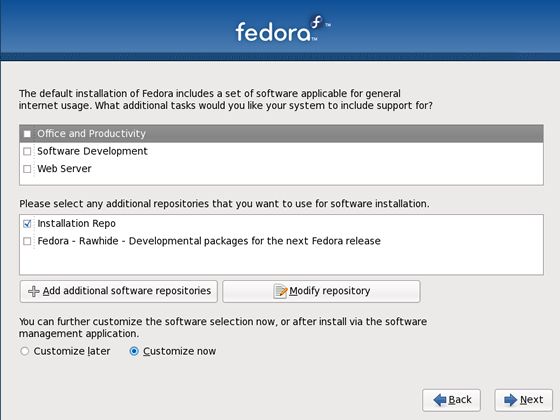 fedora™
The default installation of Fedora includes a set of software applicable for general
internet usage. What additional tasks would you like your system to include support for?
Office and Productivity
Software Development
Web Server
Please select any additional repositories that you want to use for software installation.
Installation Repo
Fedora - Rawhide - Developmental packages for the next Fedora release
Add additional software repositories
Modify repository
You can further customize the software selection now, or after install via the software
management application.
Customize later
Customize now
Back
Next